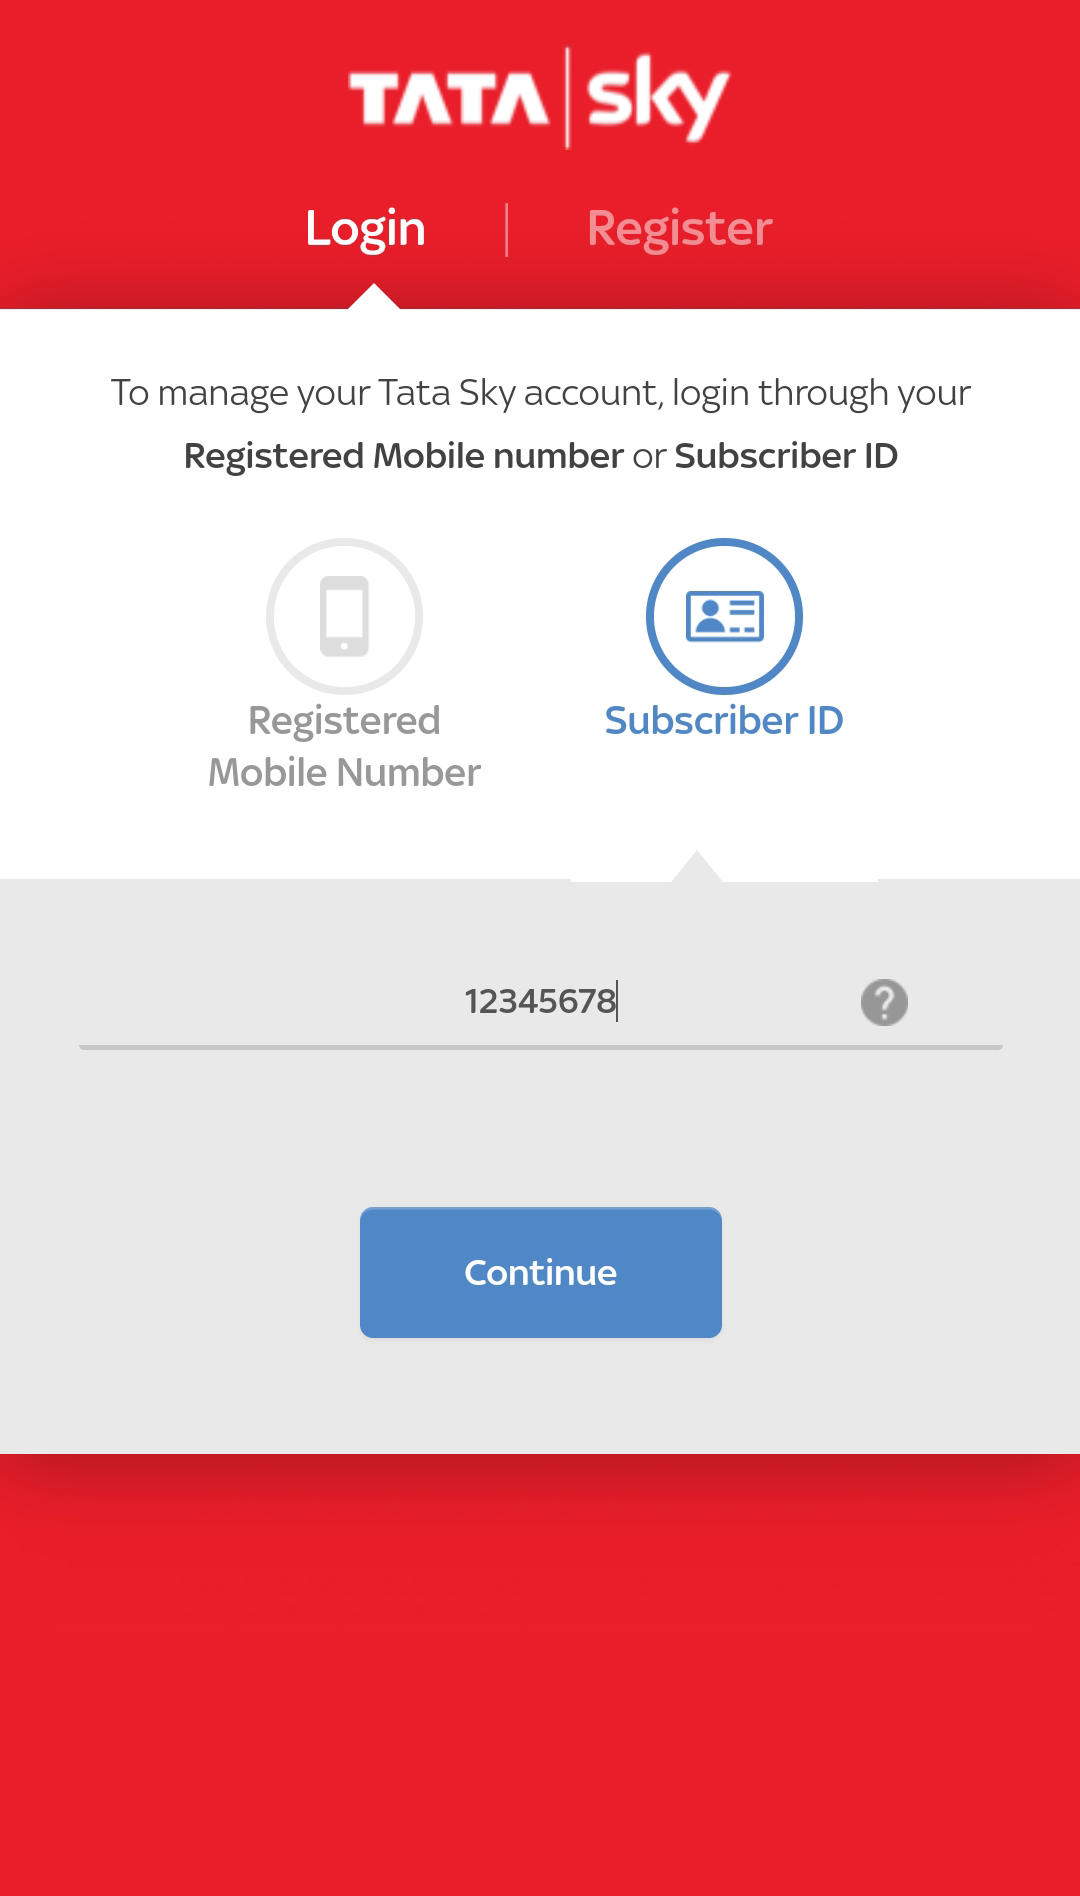 TATA | sky
Login | Register
To manage your Tata Sky account, login through your
Registered Mobile number or Subscriber ID
Registered
Mobile Number
Subscriber ID
12345678
?
Continue